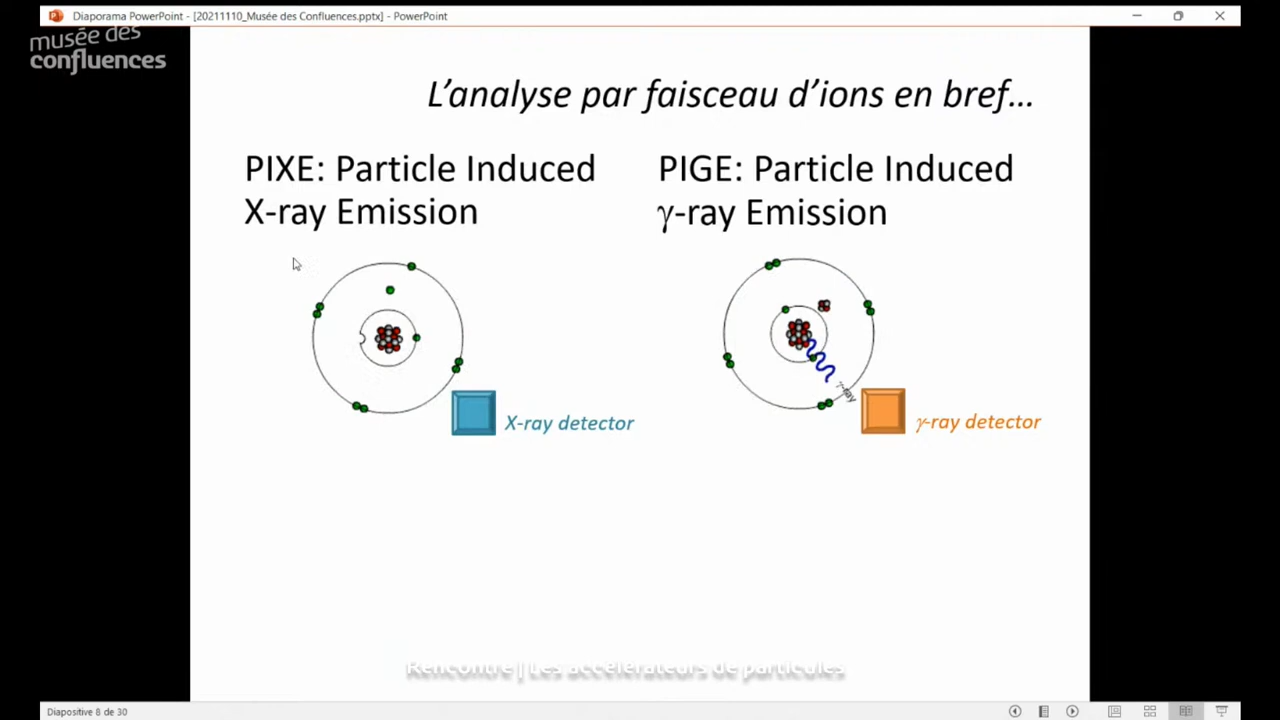 Diaporama PowerPoint - [20211110_Musée des Confluences.pptx] - PowerPoint
musée des
confluences
L'analyse par faisceau d'ions en bref...
PIXE: Particle Induced
X-ray Emission
PIGE: Particle Induced
γ-ray Emission
γ-ray
X-ray detector
γ-ray detector
Rencontre | Les accélérateurs de particules
Diapositive 8 de 30